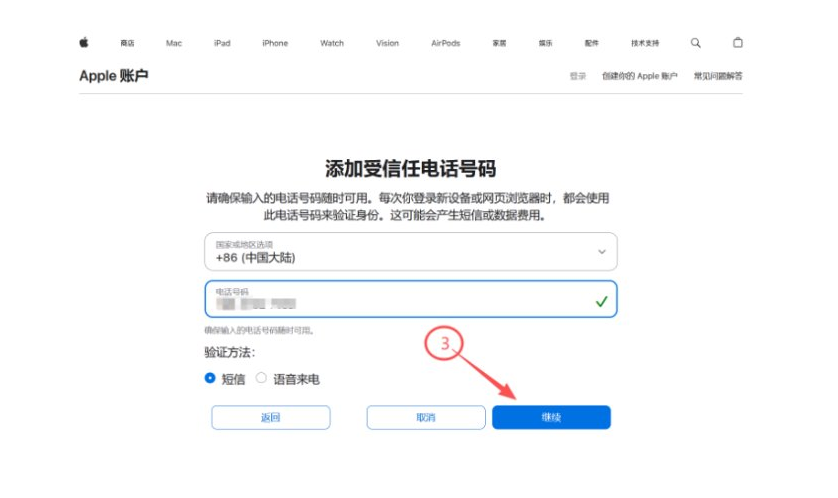 商店 Mac iPad iPhone Watch Vision AirPods 家居 娱乐 配件 技术支持
Apple 账户 登录 创建你的 Apple 账户 常见问题解答
添加受信任电话号码
请确保输入的电话号码随时可用。每次你登录新设备或网页浏览器时，都会使用
此电话号码来验证身份。这可能会产生短信或数据费用。
国家或地区选项
+86 (中国大陆)
电话号码
确保输入的电话号码随时可用。
3
验证方法：
短信 语音来电
返回 取消 继续